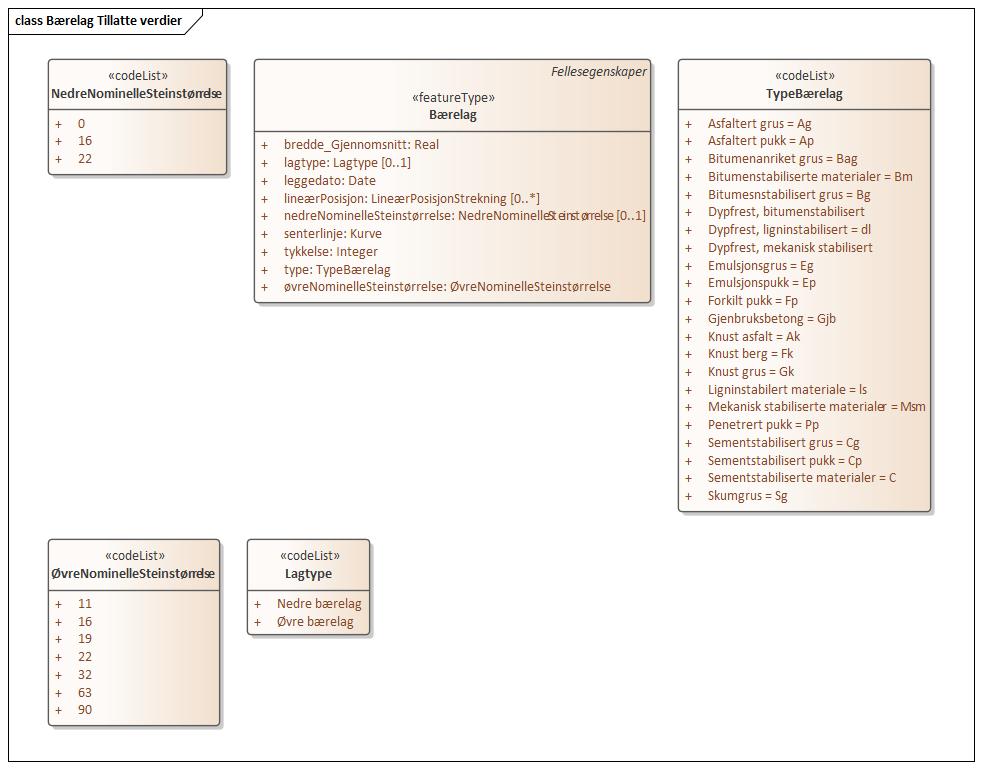 class Bærelag Tillatte verdier
«codeList»
NedreNominelleSteinstørrelse
+ 0
+ 16
+ 22
Fellesegenskaper
«featureType»
Bærelag
+ bredde_Gjennomsnitt: Real
+ lagtype: Lagtype [0..1]
+ leggedato: Date
+ lineærPosisjon: LineærPosisjonStrekning [0..*]
+ nedreNominelleSteinstørrelse: NedreNominelleSteinstørrelse [0..1]
+ senterlinje: Kurve
+ tykkelse: Integer
+ type: TypeBærelag
+ øvreNominelleSteinstørrelse: ØvreNominelleSteinstørrelse
«codeList»
TypeBærelag
+ Asfaltert grus = Ag
+ Asfaltert pukk = Ap
+ Bitumenanriket grus = Bag
+ Bitumenstabiliserte materialer = Bm
+ Bitumesnstabilisert grus = Bg
+ Dypfrest, bitumenstabilisert
+ Dypfrest, ligninstabilisert = dl
+ Dypfrest, mekanisk stabilisert
+ Emulsjonsgrus = Eg
+ Emulsjonspukk = Ep
+ Forkilt pukk = Fp
+ Gjenbruksbetong = Gjb
+ Knust asfalt = Ak
+ Knust berg = Fk
+ Knust grus = Gk
+ Ligninstabilert materiale = ls
+ Mekanisk stabiliserte materialer = Msm
+ Penetrert pukk = Pp
+ Sementstabilisert grus = Cg
+ Sementstabilisert pukk = Cp
+ Sementstabiliserte materialer = C
+ Skumgrus = Sg
«codeList»
ØvreNominelleSteinstørrelse
+ 11
+ 16
+ 19
+ 22
+ 32
+ 63
+ 90
«codeList»
Lagtype
+ Nedre bærelag
+ Øvre bærelag